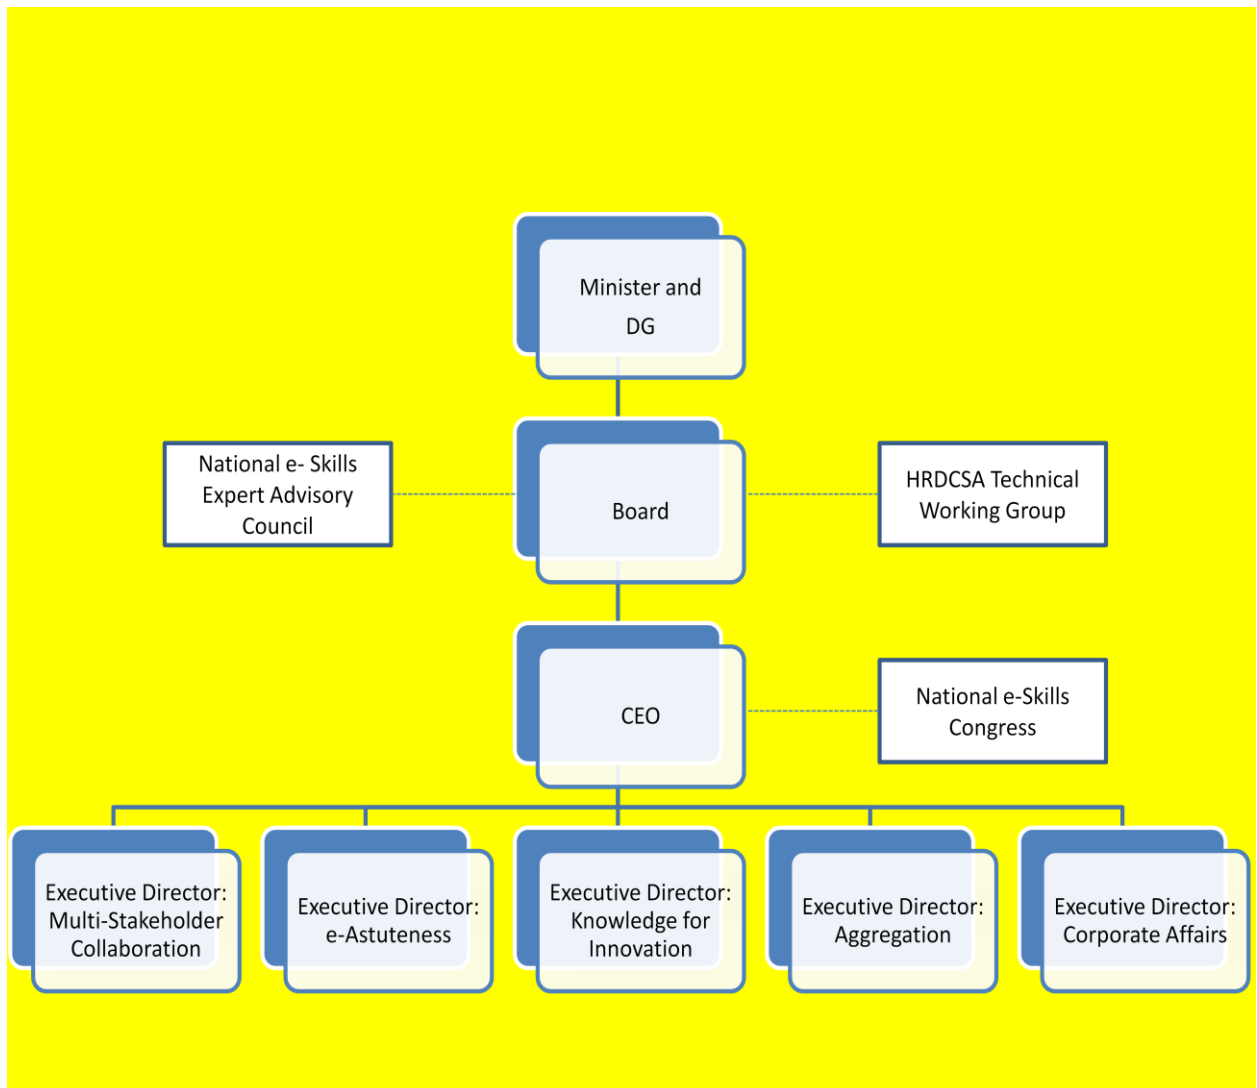 Minister and
DG
National e- Skills
Expert Advisory
Council
Board
HRDCSA Technical
Working Group
CEO
National e-Skills
Congress
Executive Director:
Multi-Stakeholder
Collaboration
Executive Director:
e-Astuteness
Executive Director:
Knowledge for
Innovation
Executive Director:
Aggregation
Executive Director:
Corporate Affairs